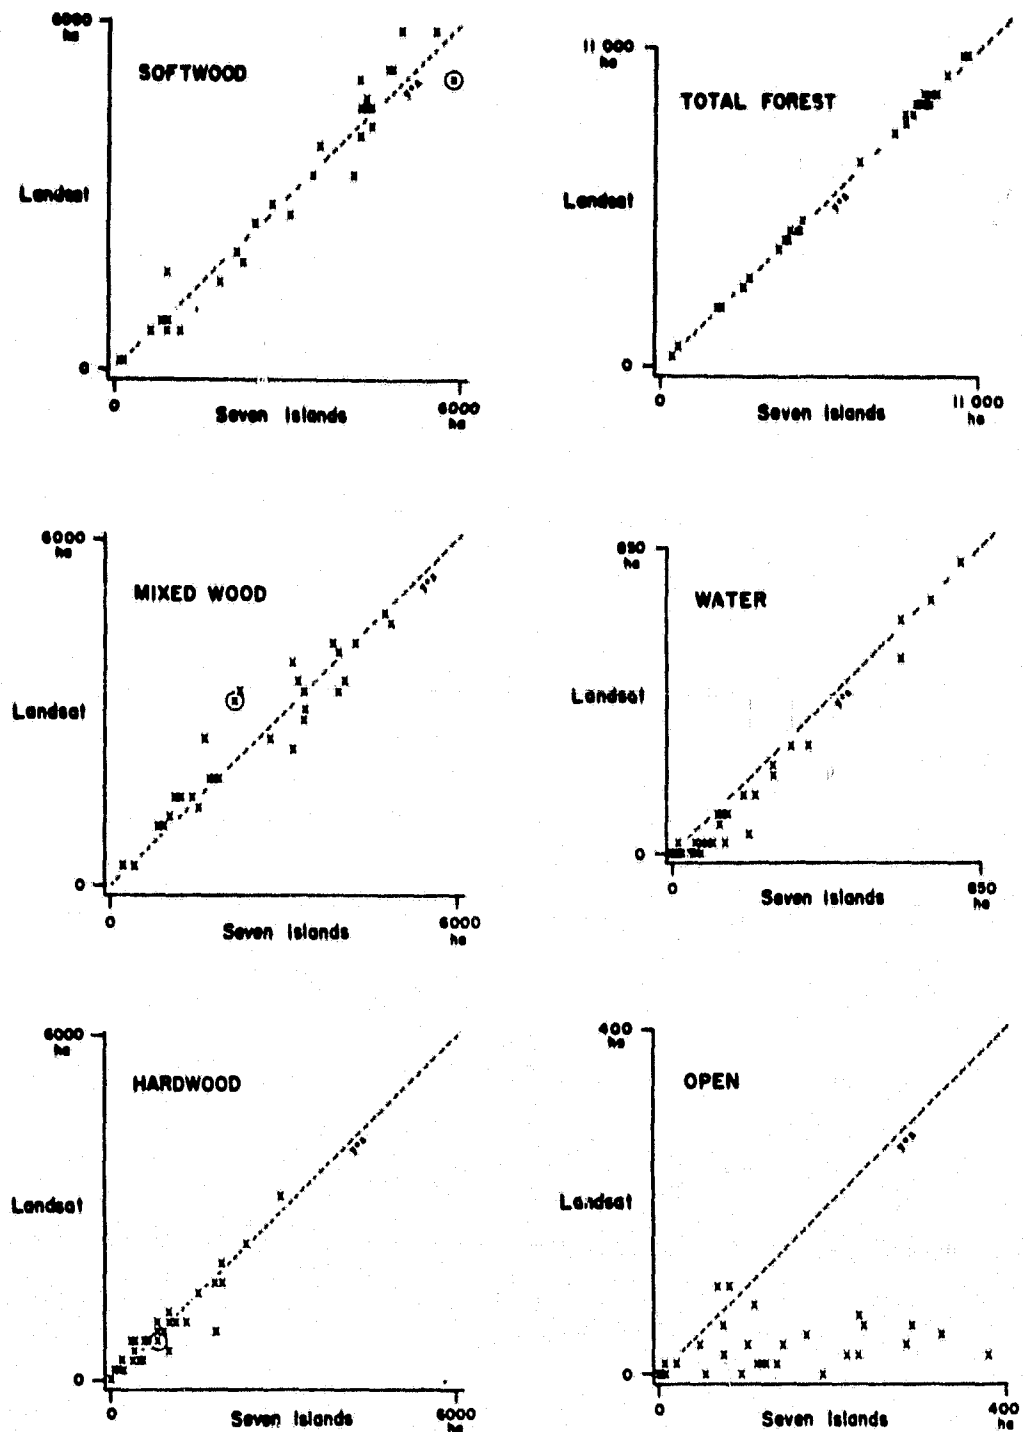 6000
ha
SOFTWOOD
y=x
Landsat
0
0
6000
ha
Seven Islands
11 000
ha
TOTAL FOREST
y=x
Landsat
0
0
11 000
ha
Seven Islands
6000
ha
MIXED WOOD
y=x
Landsat
0
0
6000
ha
Seven Islands
650
ha
WATER
y=x
Landsat
0
0
650
ha
Seven Islands
6000
ha
HARDWOOD
y=x
Landsat
0
0
6000
ha
Seven Islands
400
ha
OPEN
y=x
Landsat
0
0
400
ha
Seven Islands